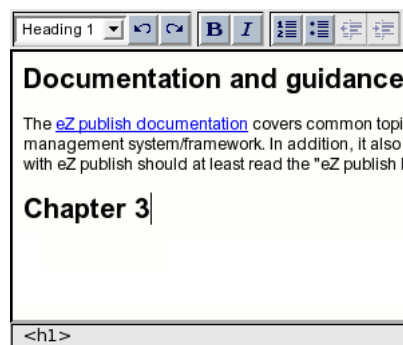 Heading 1 B I
Documentation and guidance
The eZ publish documentation covers common topi
management system/framework. In addition, it also
with eZ publish should at least read the "eZ publish
Chapter 3
<h1>